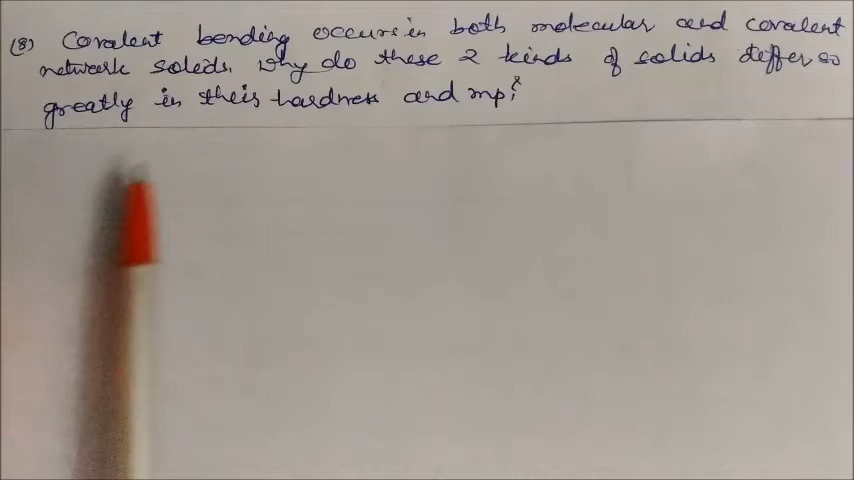 (8) Covalent bonding occurs in both molecular and covalent
network solids. Why do these 2 kinds of solids differ so
greatly in their hardness and mp?